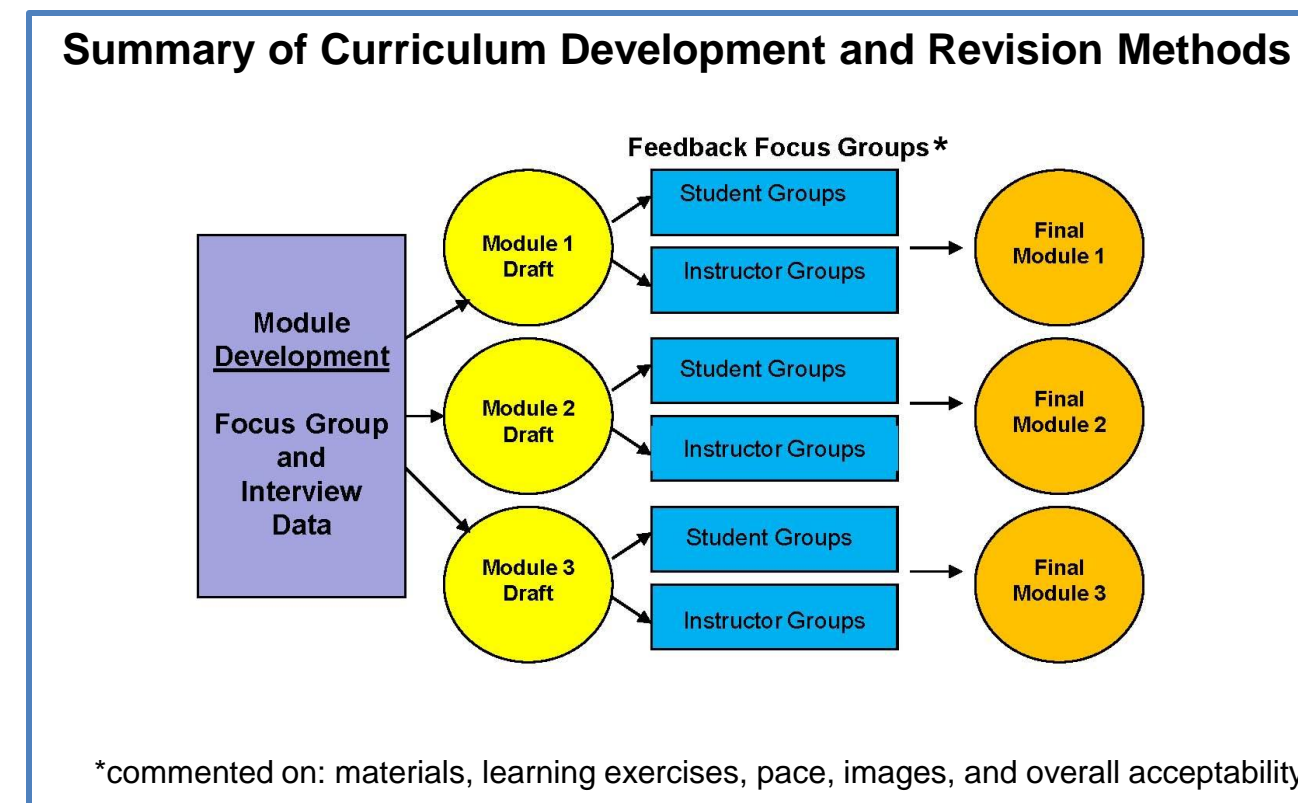 Summary of Curriculum Development and Revision Methods
Feedback Focus Groups*
Module
Development
Focus Group
and
Interview
Data
Module 1
Draft
Student Groups
Instructor Groups
Final
Module 1
Module 2
Draft
Student Groups
Instructor Groups
Final
Module 2
Module 3
Draft
Student Groups
Instructor Groups
Final
Module 3
*commented on: materials, learning exercises, pace, images, and overall acceptability